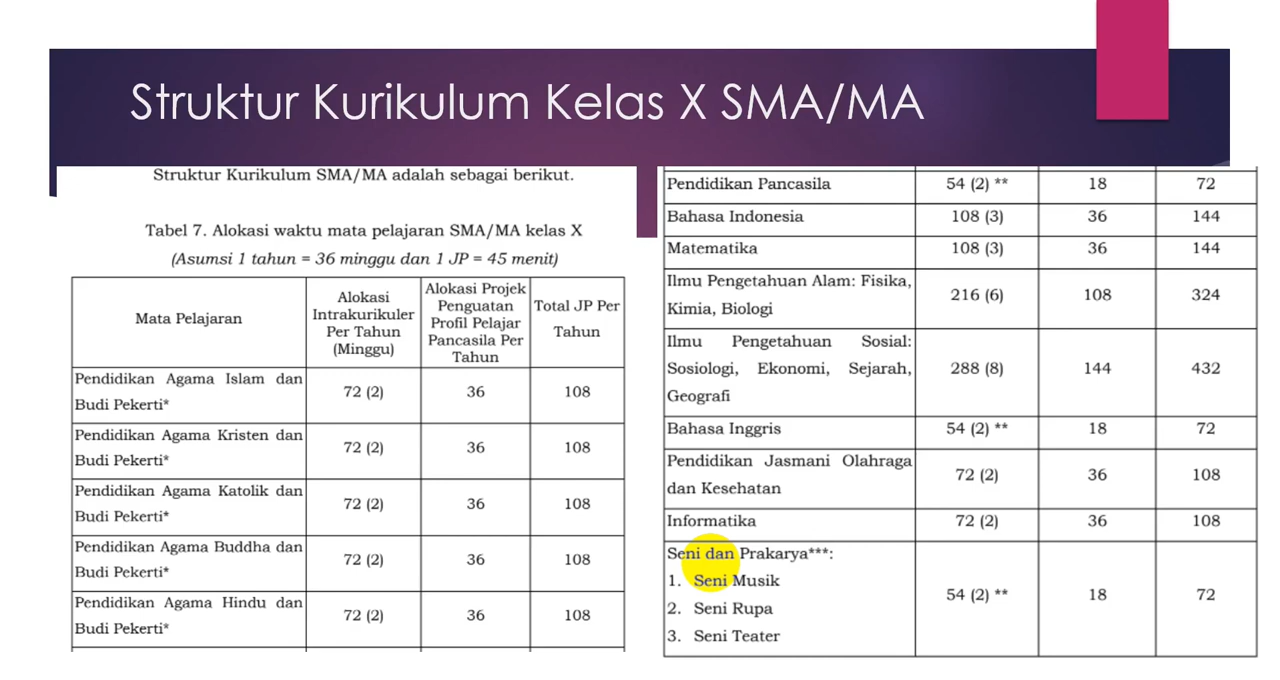 Struktur Kurikulum Kelas X SMA/MA
Struktur Kurikulum SMA/MA adalah sebagai berikut.
Tabel 7. Alokasi waktu mata pelajaran SMA/MA kelas X
(Asumsi 1 tahun = 36 minggu dan 1 JP = 45 menit)
Mata Pelajaran
Alokasi
Intrakurikuler
Per Tahun
(Minggu)
Alokasi Projek
Penguatan
Profil Pelajar
Pancasila Per
Tahun
Total JP Per
Tahun
Pendidikan Agama Islam dan
Budi Pekerti*
72 (2) 36 108
Pendidikan Agama Kristen dan
Budi Pekerti*
72 (2) 36 108
Pendidikan Agama Katolik dan
Budi Pekerti*
72 (2) 36 108
Pendidikan Agama Buddha dan
Budi Pekerti*
72 (2) 36 108
Pendidikan Agama Hindu dan
Budi Pekerti*
72 (2) 36 108
Pendidikan Pancasila 54 (2) ** 18 72
Bahasa Indonesia 108 (3) 36 144
Matematika 108 (3) 36 144
Ilmu Pengetahuan Alam: Fisika,
Kimia, Biologi
216 (6) 108 324
Ilmu Pengetahuan Sosial:
Sosiologi, Ekonomi, Sejarah,
Geografi
288 (8) 144 432
Bahasa Inggris 54 (2) ** 18 72
Pendidikan Jasmani Olahraga
dan Kesehatan
72 (2) 36 108
Informatika 72 (2) 36 108
Seni dan Prakarya***:
1. Seni Musik
2. Seni Rupa
3. Seni Teater
54 (2) ** 18 72